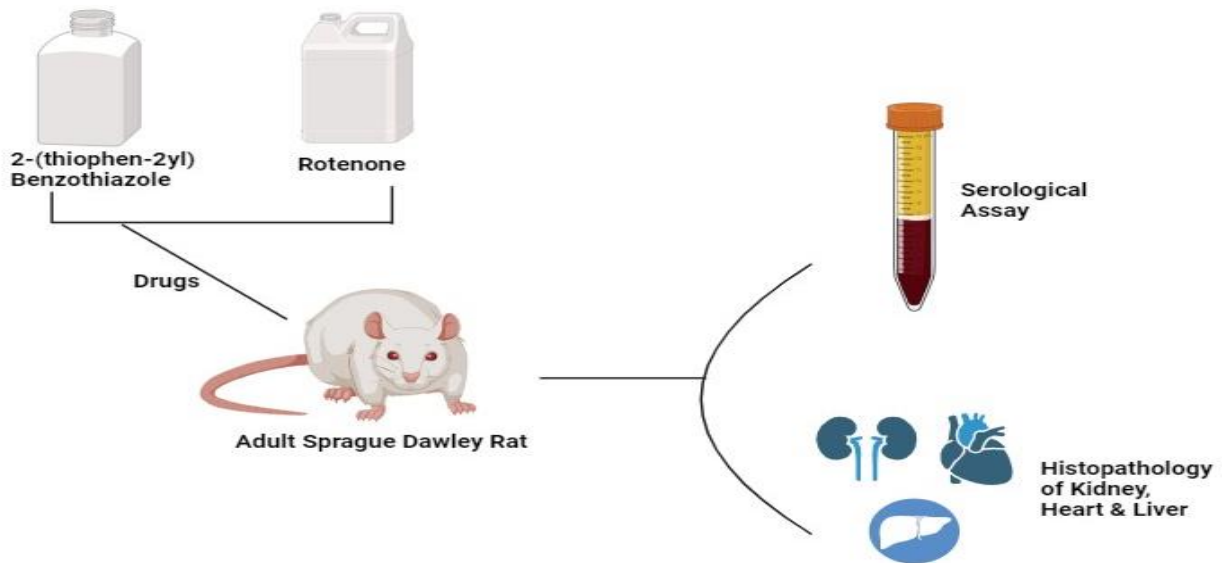 2-(thiophen-2yl)
Benzothiazole
Rotenone
Drugs
Adult Sprague Dawley Rat
Serological
Assay
Histopathology
of Kidney,
Heart & Liver